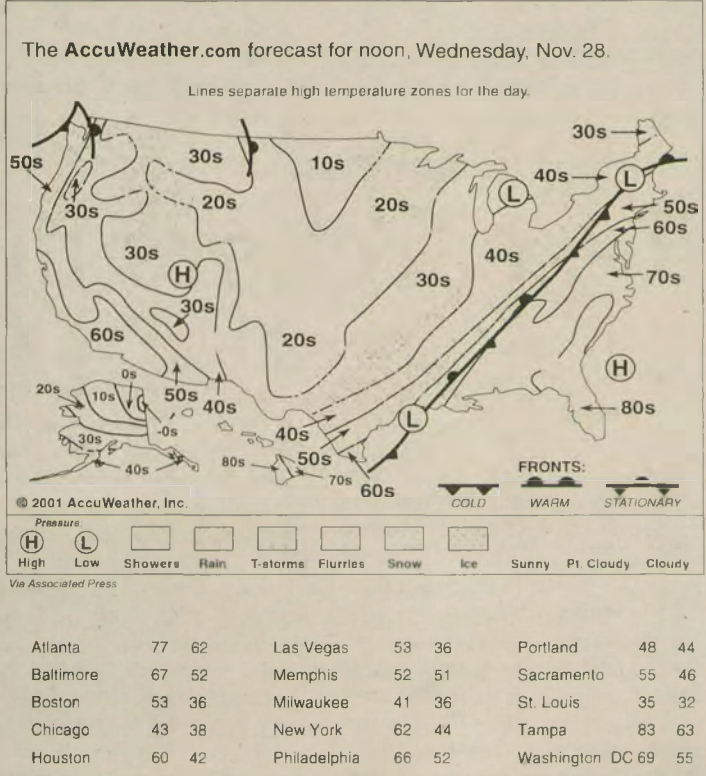 The AccuWeather.com forecast for noon, Wednesday, Nov. 28.
Lines separate high temperature zones for the day.
30s
50s
30s
10s
40s
L
L
30s
20s
20s
50s
60s
30s
H
30s
40s
70s
30s
60s
20s
H
0s
20s
10s
50s
40s
80s
-0s
L
30s
40s
40s
80s
70s
50s
60s
FRONTS:
COLD WARM STATIONARY
© 2001 AccuWeather, Inc.
Pressure:
H L
High Low Showers Rain T-storms Flurries Snow Ice Sunny Pt. Cloudy Cloudy
Via Associated Press
Atlanta 77 62 Las Vegas 53 36 Portland 48 44
Baltimore 67 52 Memphis 52 51 Sacramento 55 46
Boston 53 36 Milwaukee 41 36 St. Louis 35 32
Chicago 43 38 New York 62 44 Tampa 83 63
Houston 60 42 Philadelphia 66 52 Washington DC 69 55